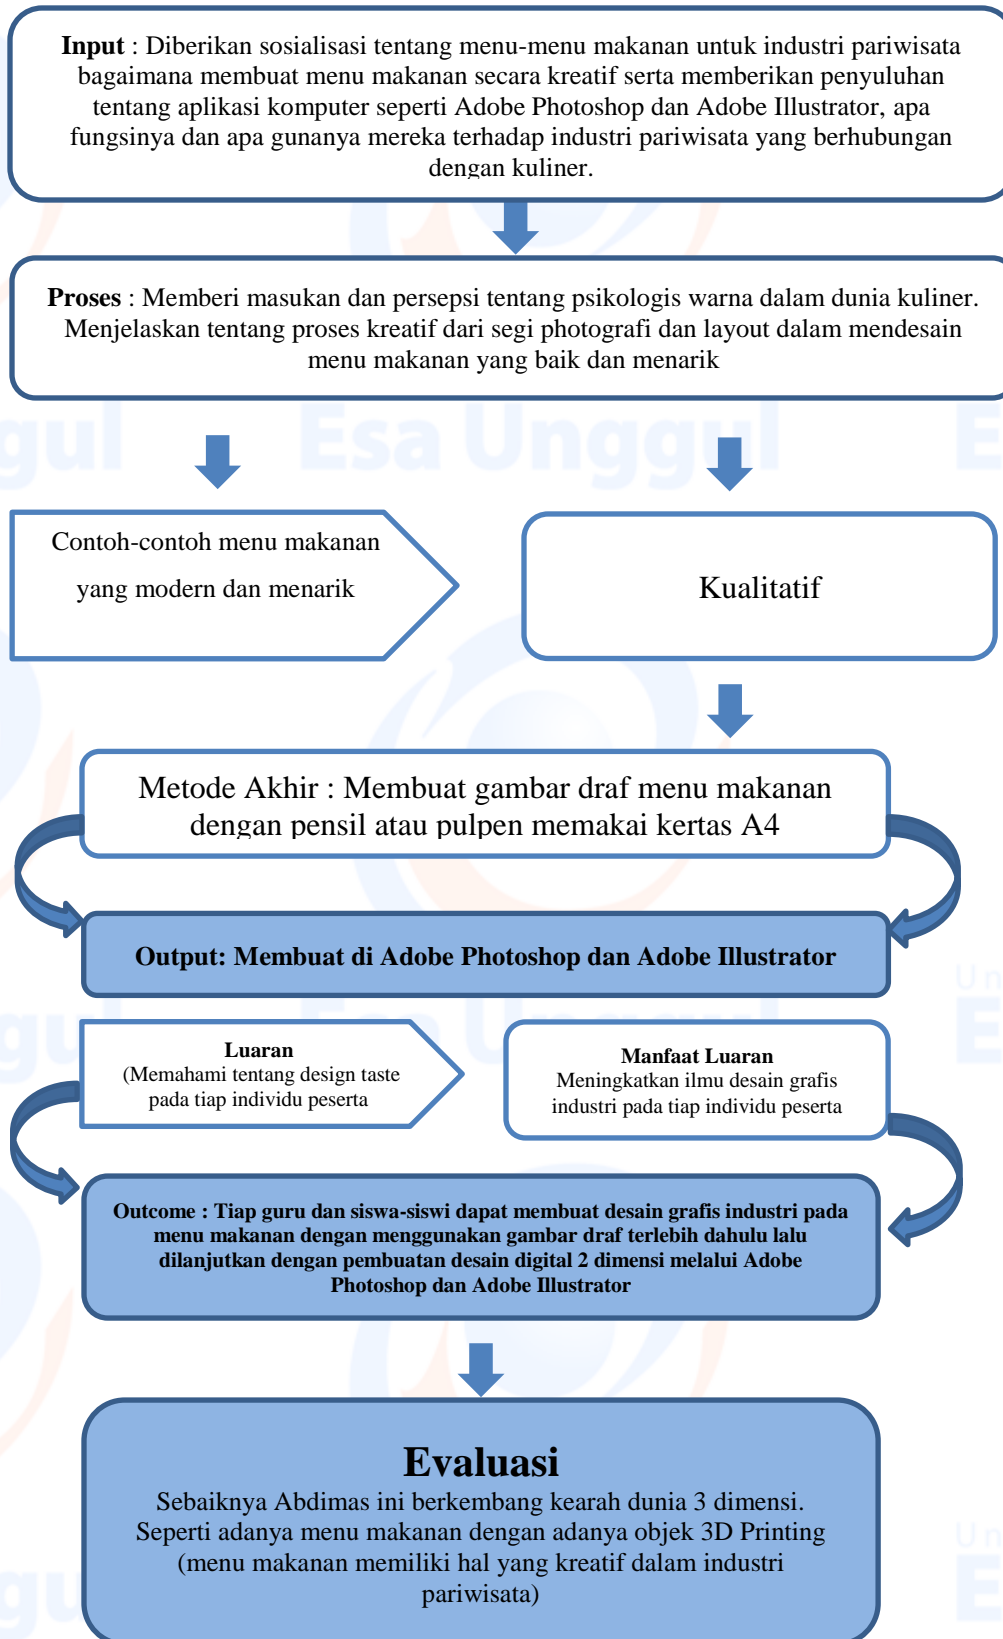 Input : Diberikan sosialisasi tentang menu-menu makanan untuk industri pariwisata
bagaimana membuat menu makanan secara kreatif serta memberikan penyuluhan
tentang aplikasi komputer seperti Adobe Photoshop dan Adobe Illustrator, apa
fungsinya dan apa gunanya mereka terhadap industri pariwisata yang berhubungan
dengan kuliner.
Proses : Memberi masukan dan persepsi tentang psikologis warna dalam dunia kuliner.
Menjelaskan tentang proses kreatif dari segi photografi dan layout dalam mendesain
menu makanan yang baik dan menarik
ggul
Esa Unggul
E
Contoh-contoh menu makanan
yang modern dan menarik
Kualitatif
Metode Akhir : Membuat gambar draf menu makanan
dengan pensil atau pulpen memakai kertas A4
Output: Membuat di Adobe Photoshop dan Adobe Illustrator
Un
ggul
Esa Unggul
E
Luaran
(Memahami tentang design taste
pada tiap individu peserta
Manfaat Luaran
Meningkatkan ilmu desain grafis
industri pada tiap individu peserta
Outcome : Tiap guru dan siswa-siswi dapat membuat desain grafis industri pada
menu makanan dengan menggunakan gambar draf terlebih dahulu lalu
dilanjutkan dengan pembuatan desain digital 2 dimensi melalui Adobe
Photoshop dan Adobe Illustrator
Evaluasi
Sebaiknya Abdimas ini berkembang kearah dunia 3 dimensi.
Seperti adanya menu makanan dengan adanya objek 3D Printing
(menu makanan memiliki hal yang kreatif dalam industri
pariwisata)
Un
ggu
E